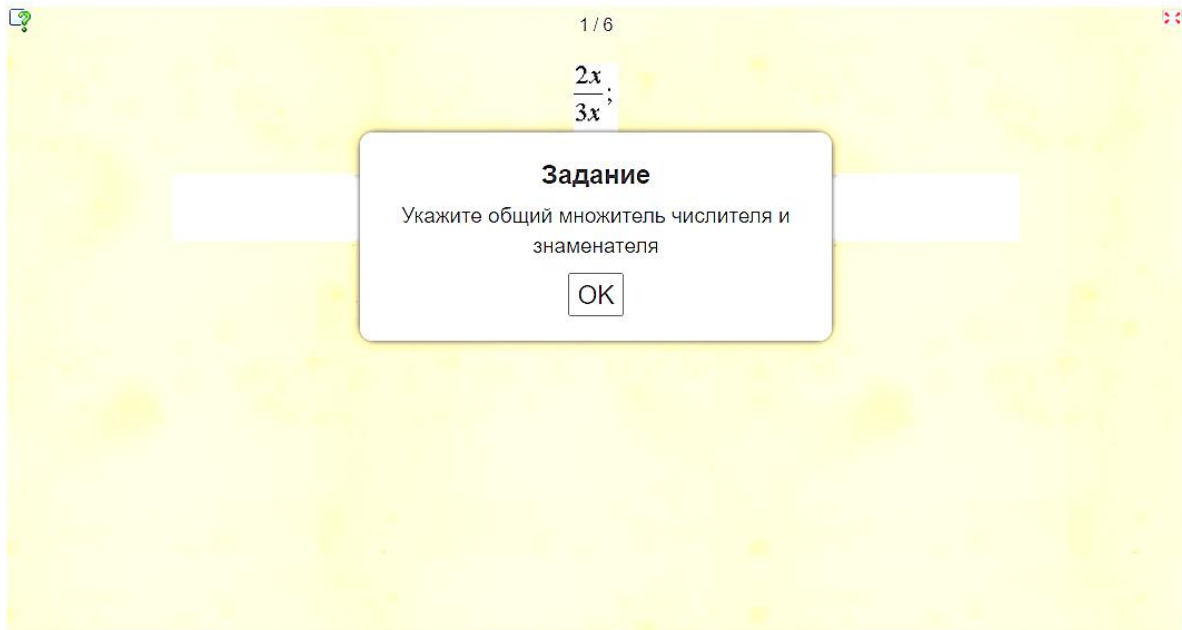 1 / 6
2x
3x
;
Задание
Укажите общий множитель числителя и
знаменателя
OK